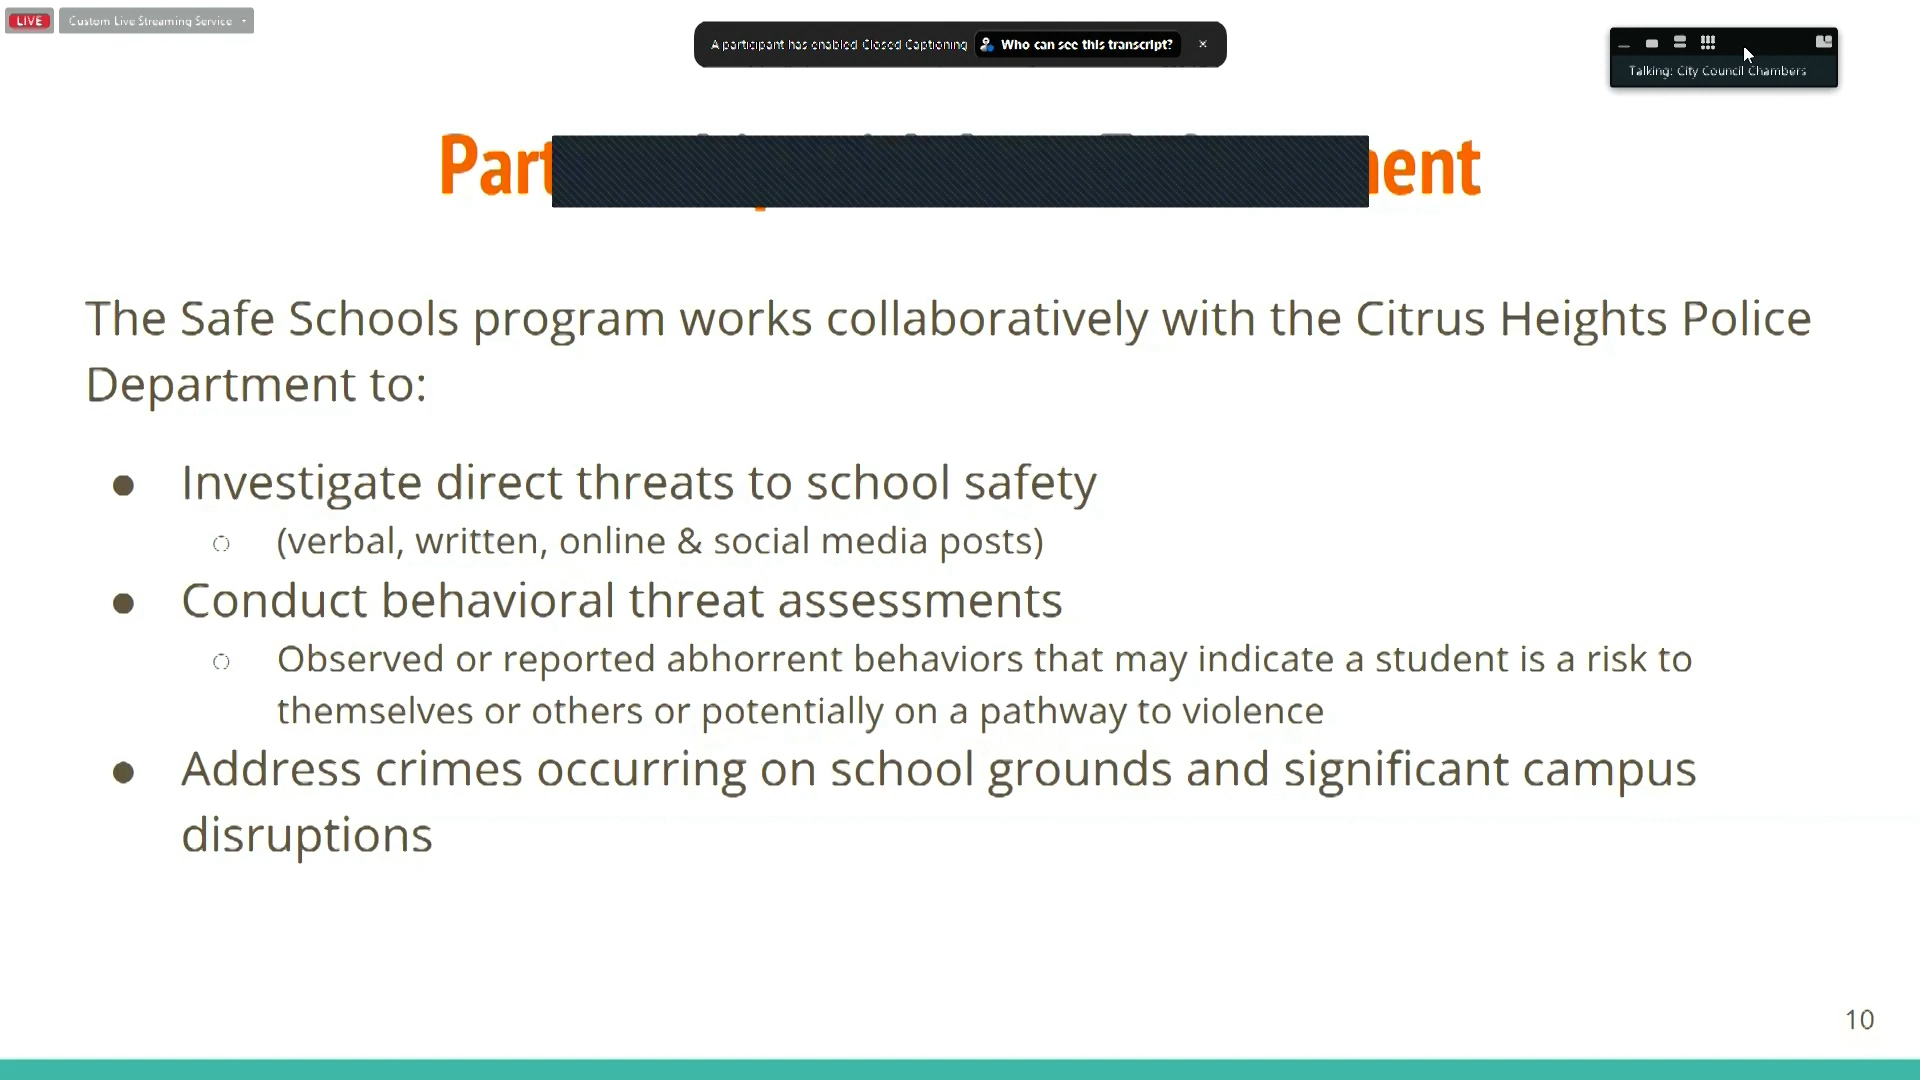 LIVE
Custom Live Streaming Service
A participant has enabled Closed Captioning Who can see this transcript?
Talking: City Council Chambers
The Safe Schools program works collaboratively with the Citrus Heights Police
Department to:
● Investigate direct threats to school safety
○ (verbal, written, online & social media posts)
● Conduct behavioral threat assessments
○ Observed or reported abhorrent behaviors that may indicate a student is a risk to
themselves or others or potentially on a pathway to violence
● Address crimes occurring on school grounds and significant campus
disruptions
10